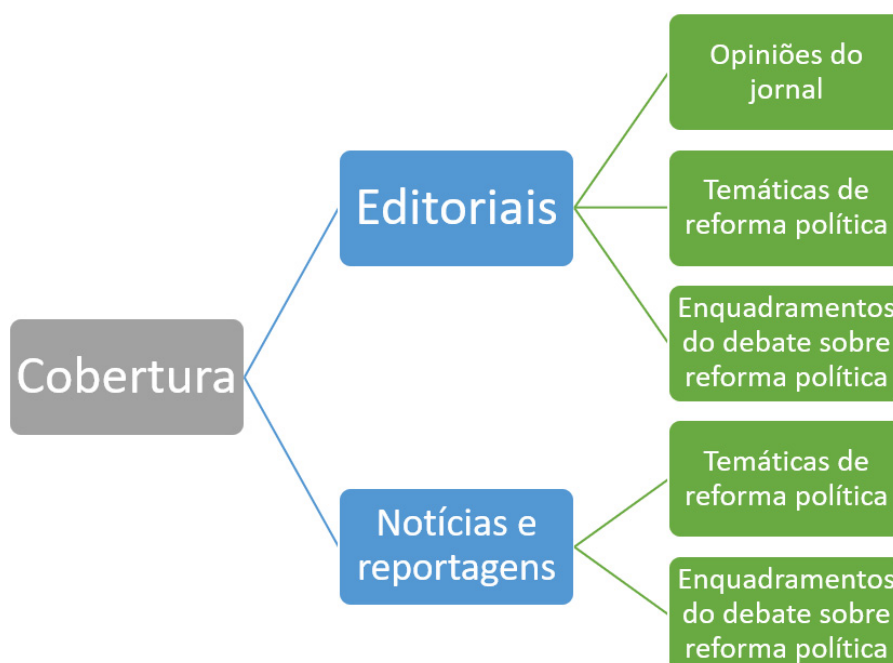 Cobertura
Editoriais
Opiniões do
jornal
Temáticas de
reforma política
Enquadramentos
do debate sobre
reforma política
Notícias e
reportagens
Temáticas de
reforma política
Enquadramentos
do debate sobre
reforma política